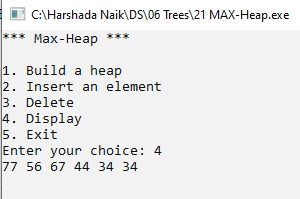 C:\Harshada Naik\DS\06 Trees\21 MAX-Heap.exe
*** Max-Heap ***
1. Build a heap
2. Insert an element
3. Delete
4. Display
5. Exit
Enter your choice: 4
77 56 67 44 34 34